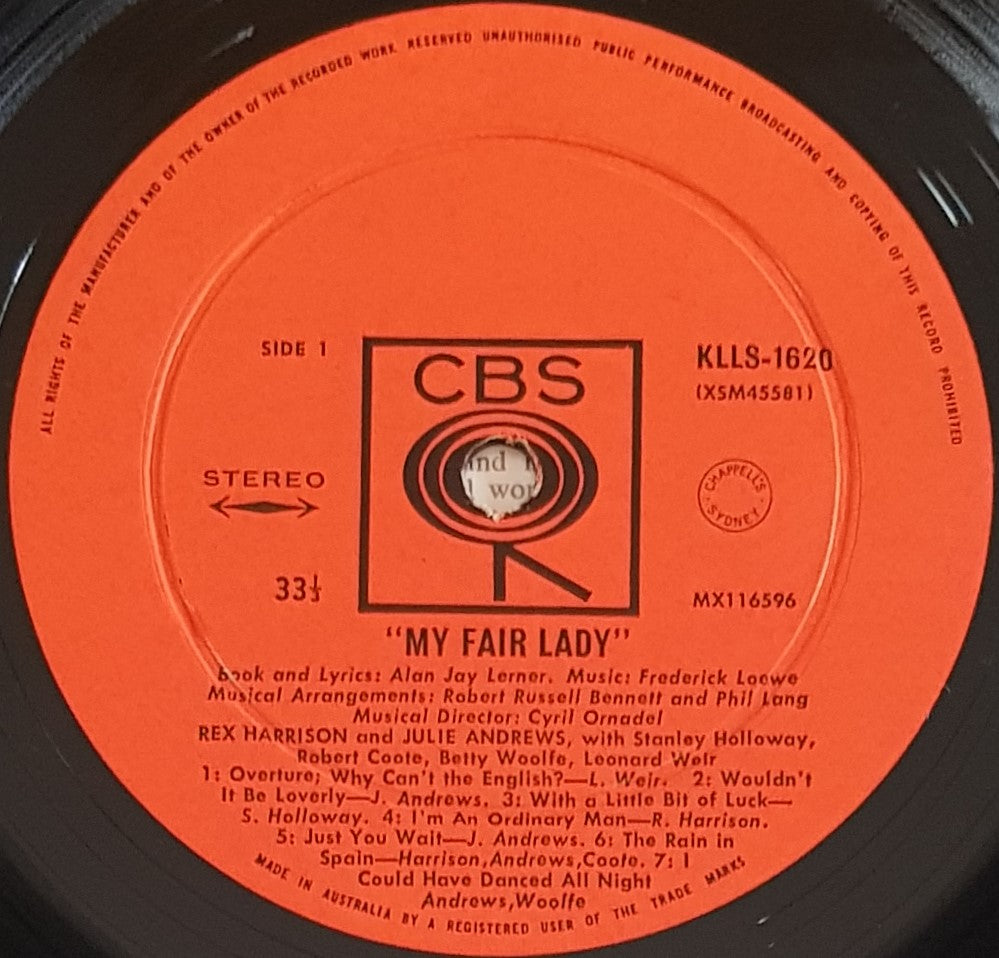 ALL RIGHTS OF THE MANUFACTURER AND OF THE OWNER OF THE RECORDED WORK RESERVED UNAUTHORISED PUBLIC PERFORMANCE BROADCASTING AND COPYING OF THIS RECORD PROHIBITED
SIDE 1
CBS
KLLS-1620
(XSM45581)
STEREO
and
wor
CHAPPELL'S
SYDNEY
33⅓
MX116596
"MY FAIR LADY"
Book and Lyrics: Alan Jay Lerner. Music: Frederick Loewe
Musical Arrangements: Robert Russell Bennett and Phil Lang
Musical Director: Cyril Ornadel
REX HARRISON and JULIE ANDREWS, with Stanley Holloway,
Robert Coote, Betty Woolfe, Leonard Weir
1: Overture; Why Can't the English?—L. Weir. 2: Wouldn't
It Be Loverly—J. Andrews. 3: With a Little Bit of Luck—
S. Holloway. 4: I'm An Ordinary Man—R. Harrison.
5: Just You Wait—J. Andrews. 6: The Rain in
Spain—Harrison,Andrews,Coote. 7: I
Could Have Danced All Night
Andrews,Woolfe
MADE IN AUSTRALIA BY A REGISTERED USER OF THE TRADE MARKS